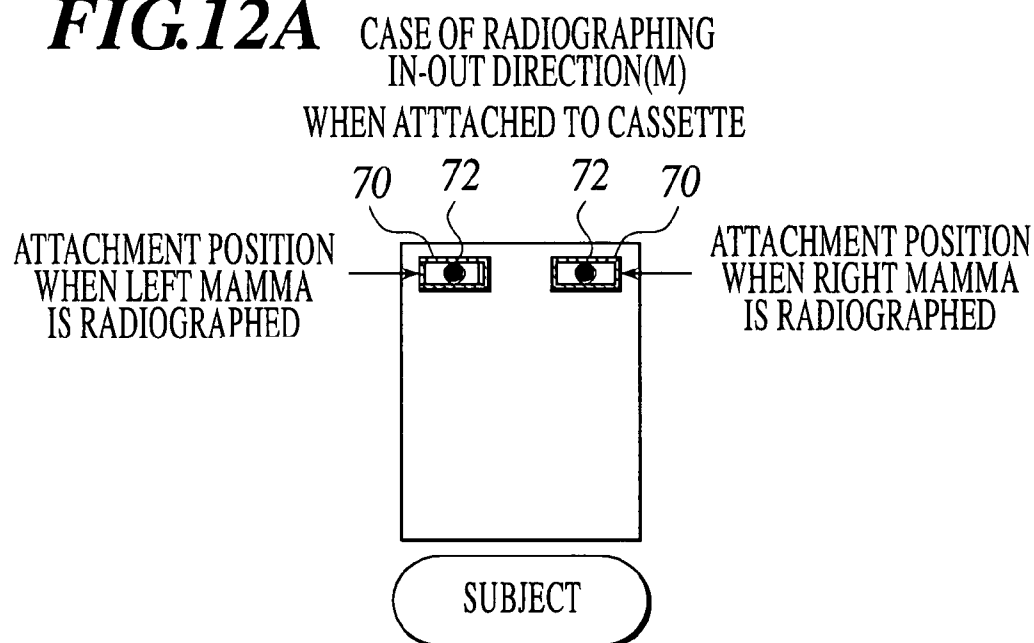 FIG.12A
CASE OF RADIOGRAPHING
IN-OUT DIRECTION(M)
WHEN ATTTACHED TO CASSETTE
70 72 72 70
ATTACHMENT POSITION
WHEN LEFT MAMMA
IS RADIOGRAPHED
ATTACHMENT POSITION
WHEN RIGHT MAMMA
IS RADIOGRAPHED
SUBJECT